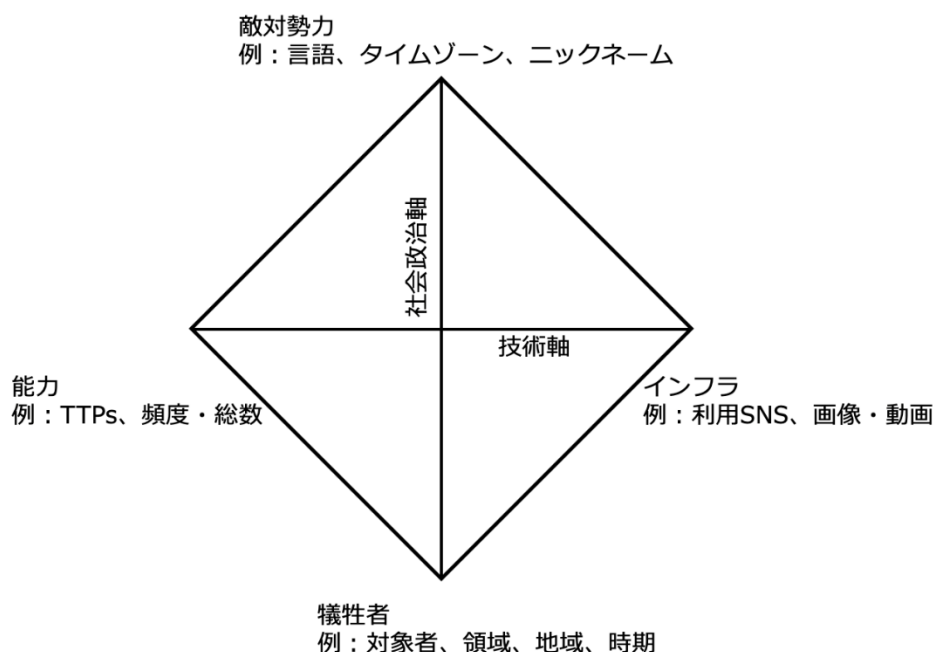 敵対勢力
例：言語、タイムゾーン、ニックネーム
社会政治軸
技術軸
能力
例：TTPs、頻度・総数
インフラ
例：利用SNS、画像・動画
犠牲者
例：対象者、領域、地域、時期